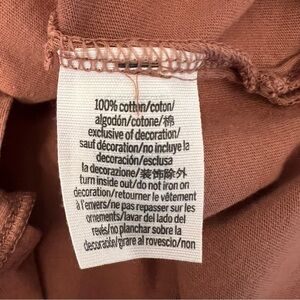 100% cotton/coton/
algodón/cotone/棉
exclusive of decoration/
sauf décoration/no incluye la
decoración/esclusa
la decorazione/装饰除外
turn inside out/do not iron on
decoration/retourner le vêtement
à l'envers/ne pas repasser sur les
ornements/lavar del lado del
revés/no planchar sobre la
decorable/girare al rovescio/non